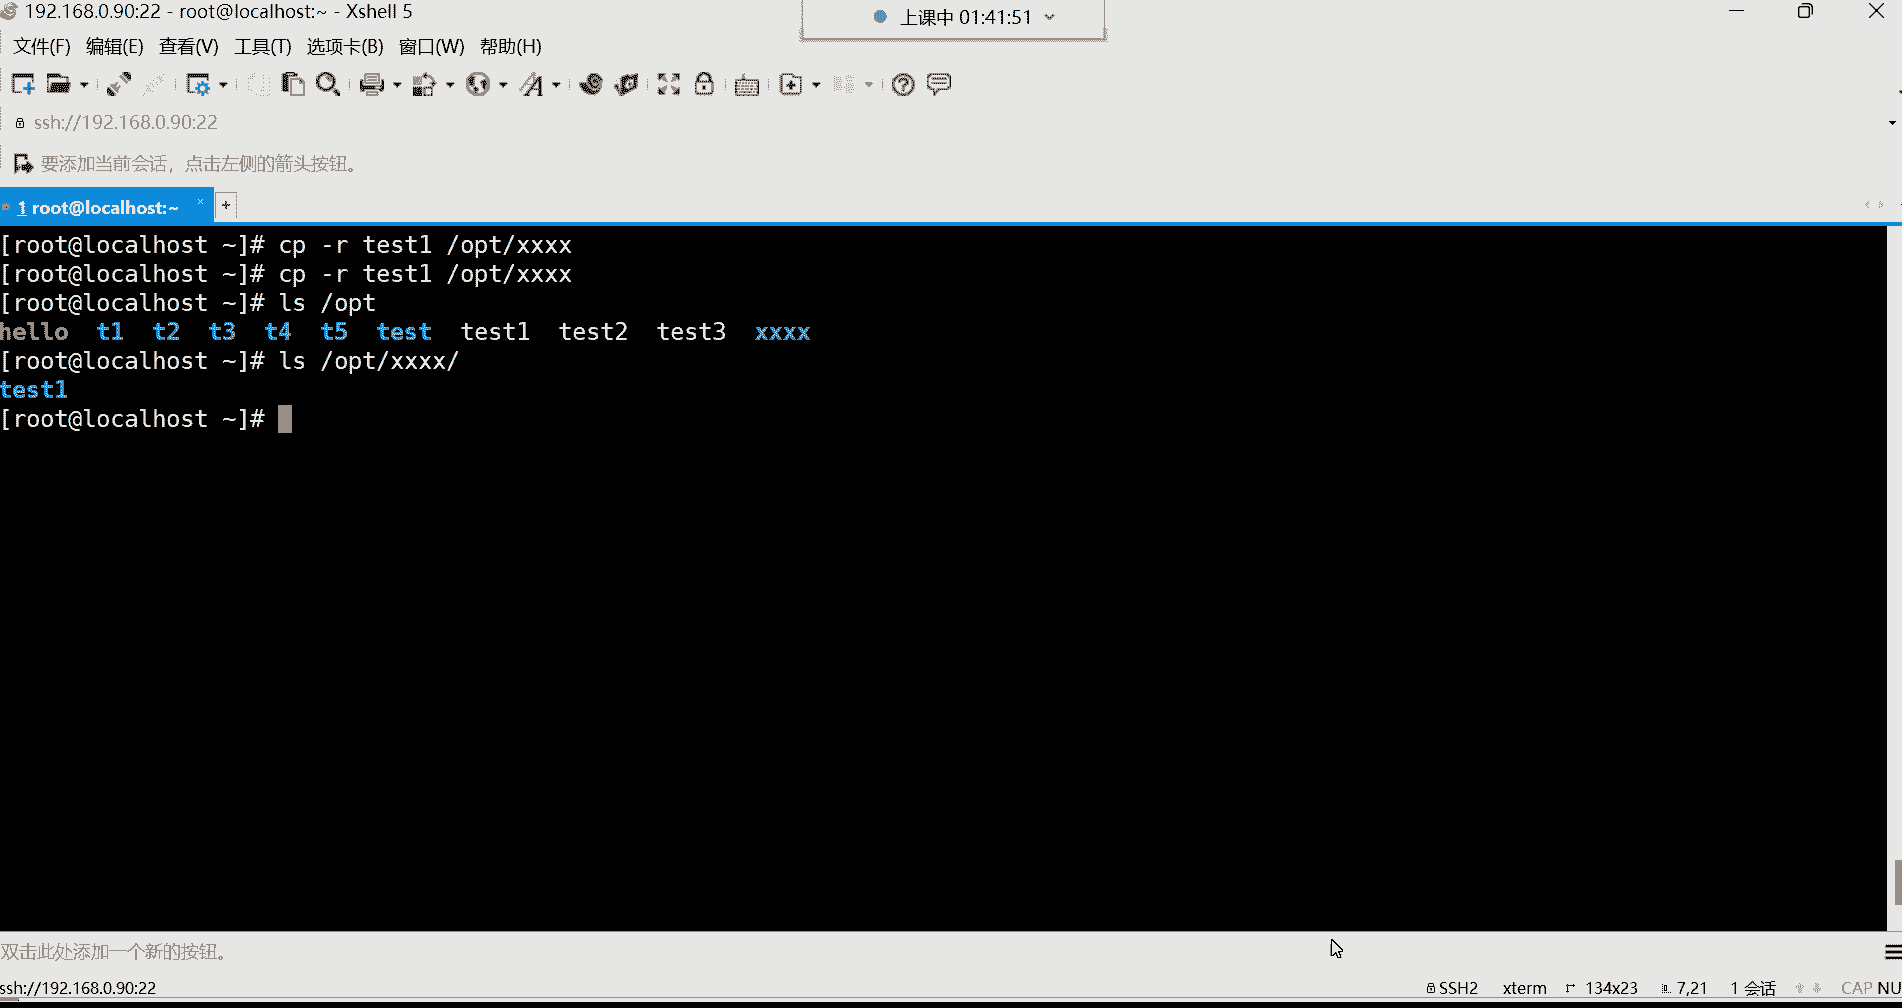 192.168.0.90:22 - root@localhost:~ - Xshell 5
上课中 01:41:51
文件(F) 编辑(E) 查看(V) 工具(T) 选项卡(B) 窗口(W) 帮助(H)
ssh://192.168.0.90:22
要添加当前会话，点击左侧的箭头按钮。
1 root@localhost:~
[root@localhost ~]# cp -r test1 /opt/xxxx
[root@localhost ~]# cp -r test1 /opt/xxxx
[root@localhost ~]# ls /opt
hello t1 t2 t3 t4 t5 test test1 test2 test3 xxxx
[root@localhost ~]# ls /opt/xxxx/
test1
[root@localhost ~]#
双击此处添加一个新的按钮。
ssh://192.168.0.90:22 SSH2 xterm 134x23 7,21 1 会话 CAP NU